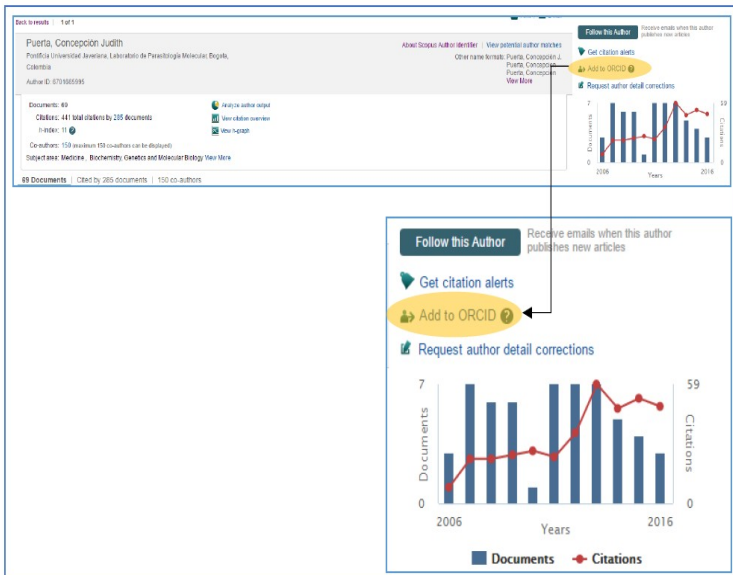 Back to results | 1 of 1
Puerta, Concepción Judith
Pontificia Universidad Javeriana, Laboratorio de Parasitología Molecular, Bogota,
Colombia
Author ID: 6701665995
About Scopus Author Identifier | View potential author matches
Other name formats: Puerta, Concepción J.
Puerta, Concepcion
Puerta, Concepción
View More
Documents: 69
Citations: 441 total citations by 285 documents
h-index: 11
Co-authors: 150 (maximum 150 co-authors can be displayed)
Subject area: Medicine , Biochemistry, Genetics and Molecular Biology View More
Analyze author output
View citation overview
View h-graph
69 Documents | Cited by 285 documents | 150 co-authors
Follow this Author
Receive emails when this author
publishes new articles
Get citation alerts
Add to ORCID ?
Request author detail corrections
7
Documents
0
2006
Years
2016
Citations
0
Follow this Author
Receive emails when this author
publishes new articles
Get citation alerts
Add to ORCID ?
Request author detail corrections
7
59
Documents
Citations
0
0
2006
Years
2016
Documents
Citations